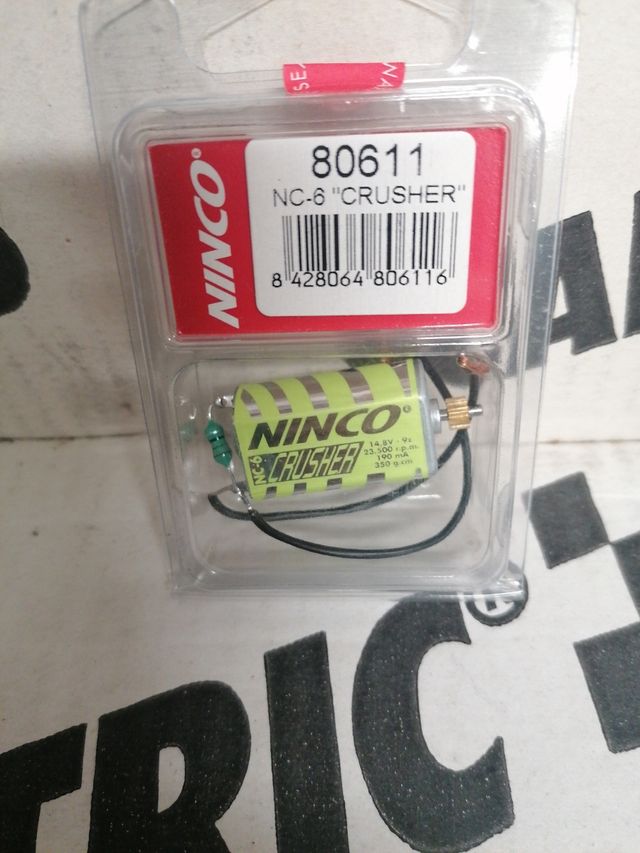 SEA
NINCO®
80611
NC-6 "CRUSHER"
8 428064 806116
NINCO®
NC-6 CRUSHER
14,8V - 9z
23.500 r.p.m.
190 mA
350 g·cm
TRIC®